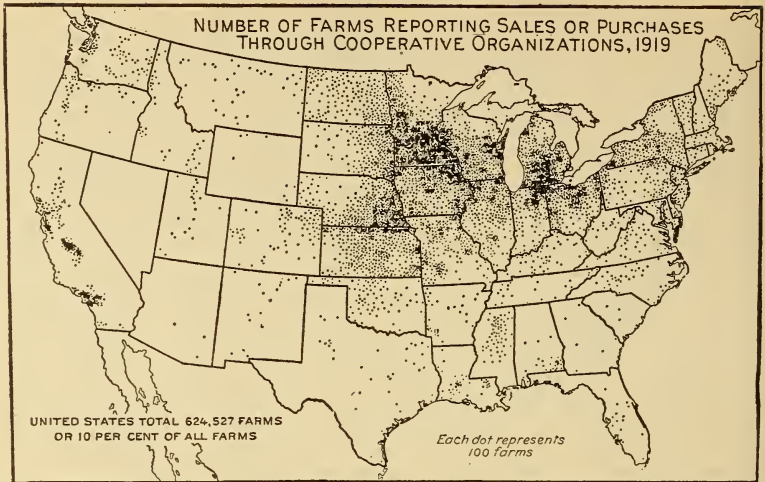 NUMBER OF FARMS REPORTING SALES OR PURCHASES
THROUGH COOPERATIVE ORGANIZATIONS, 1919
UNITED STATES TOTAL 624,527 FARMS
OR 10 PER CENT OF ALL FARMS
Each dot represents
100 farms